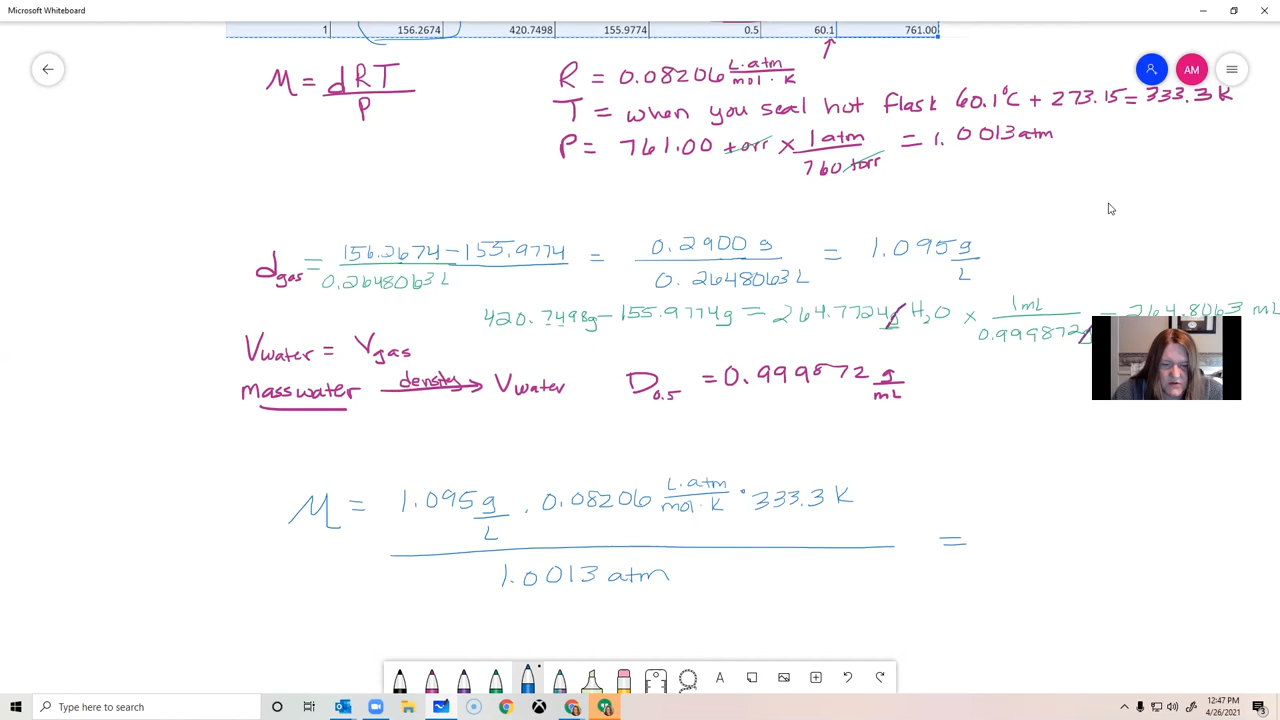 Microsoft Whiteboard
1 156.2674 420.7498 155.9774 0.5 60.1 761.00
AM
M = dRT / P
R = 0.08206 L.atm / mol.K
T = when you seal hot flask 60.1°C + 273.15 = 333.3 K
P = 761.00 torr x 1 atm / 760 torr = 1.0013 atm
dgas = 156.2674 - 155.9774 / 0.2648063 L = 0.2900 g / 0.2648063 L = 1.095 g / L
420.7498g - 155.9774 g = 264.7724g H2O x 1 mL / 0.999872g = 264.8063 mL
Vwater = Vgas
masswater density → Vwater D0.5 = 0.999872 g / mL
M = 1.095 g / L . 0.08206 L.atm / mol.K . 333.3 K =
1.0013 atm
A
Type here to search
12:47 PM
4/26/2021